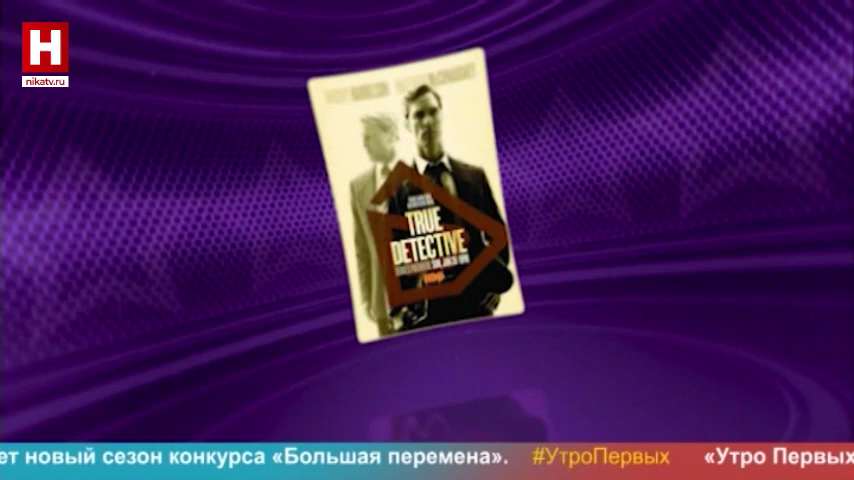 Н
nikatv.ru
TRUE
DETECTIVE
ет новый сезон конкурса «Большая перемена». #УтроПервых «Утро Первых